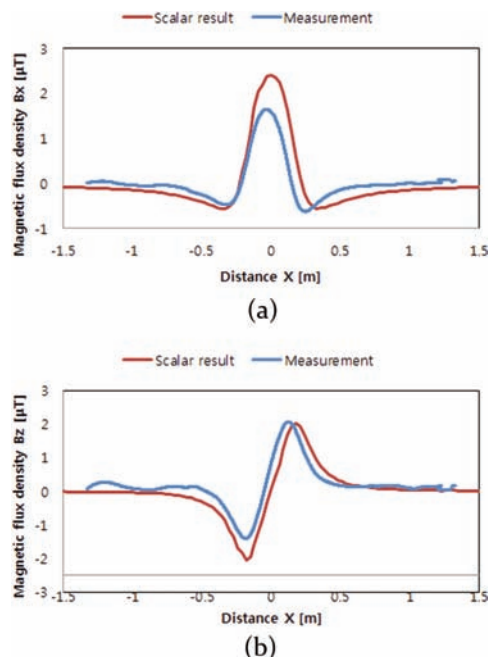 (a)
Scalar result Measurement
Magnetic flux density Bx [µT]
3
2
1
0
-1
-1.5 -1 -0.5 0 0.5 1 1.5
Distance X [m]
(a)
Scalar result Measurement
Magnetic flux density Bz [µT]
3
2
1
0
-1
-2
-3
-1.5 -1 -0.5 0 0.5 1 1.5
Distance X [m]
(b)